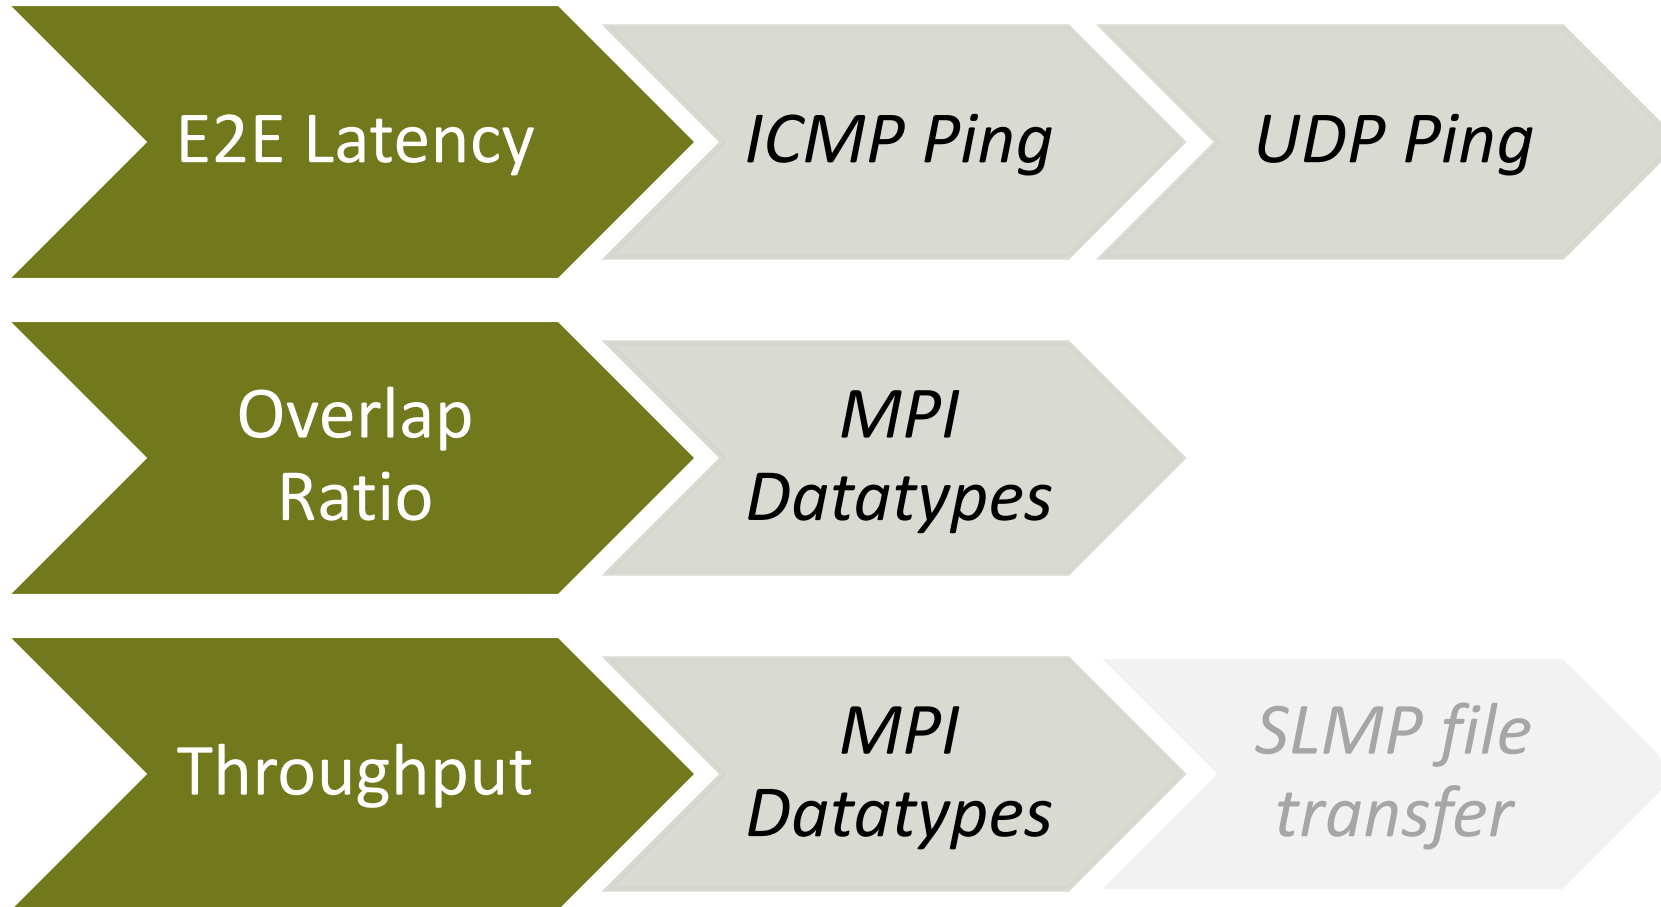 E2E Latency
ICMP Ping
UDP Ping
Overlap
Ratio
MPI
Datatypes
Throughput
MPI
Datatypes
SLMP file
transfer